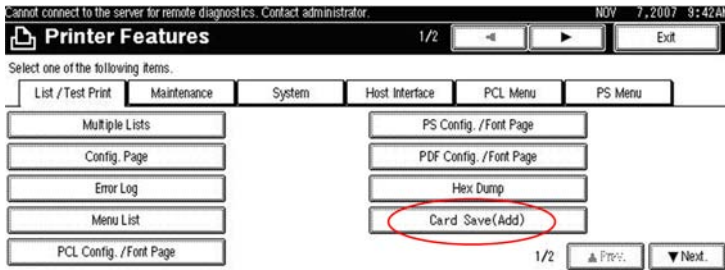 Cannot connect to the server for remote diagnostics. Contact administrator. NOV 7,2007 9:42A
Printer Features 1/2 ◄ ► Exit
Select one of the following items.
List /Test Print Maintenance System Host Interface PCL Menu PS Menu
Multiple Lists PS Config. /Font Page
Config. Page PDF Config. /Font Page
Error Log Hex Dump
Menu List Card Save(Add)
PCL Config. /Font Page 1/2 ▲Prev. ▼Next.